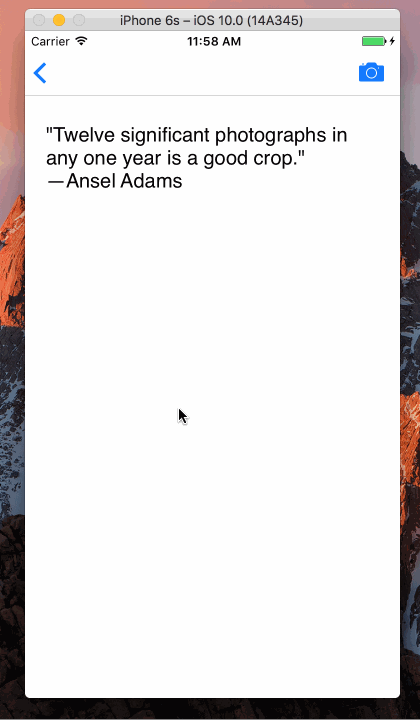 iPhone 6s – iOS 10.0 (14A345)
Carrier 11:58 AM
"Twelve significant photographs in
any one year is a good crop."
—Ansel Adams